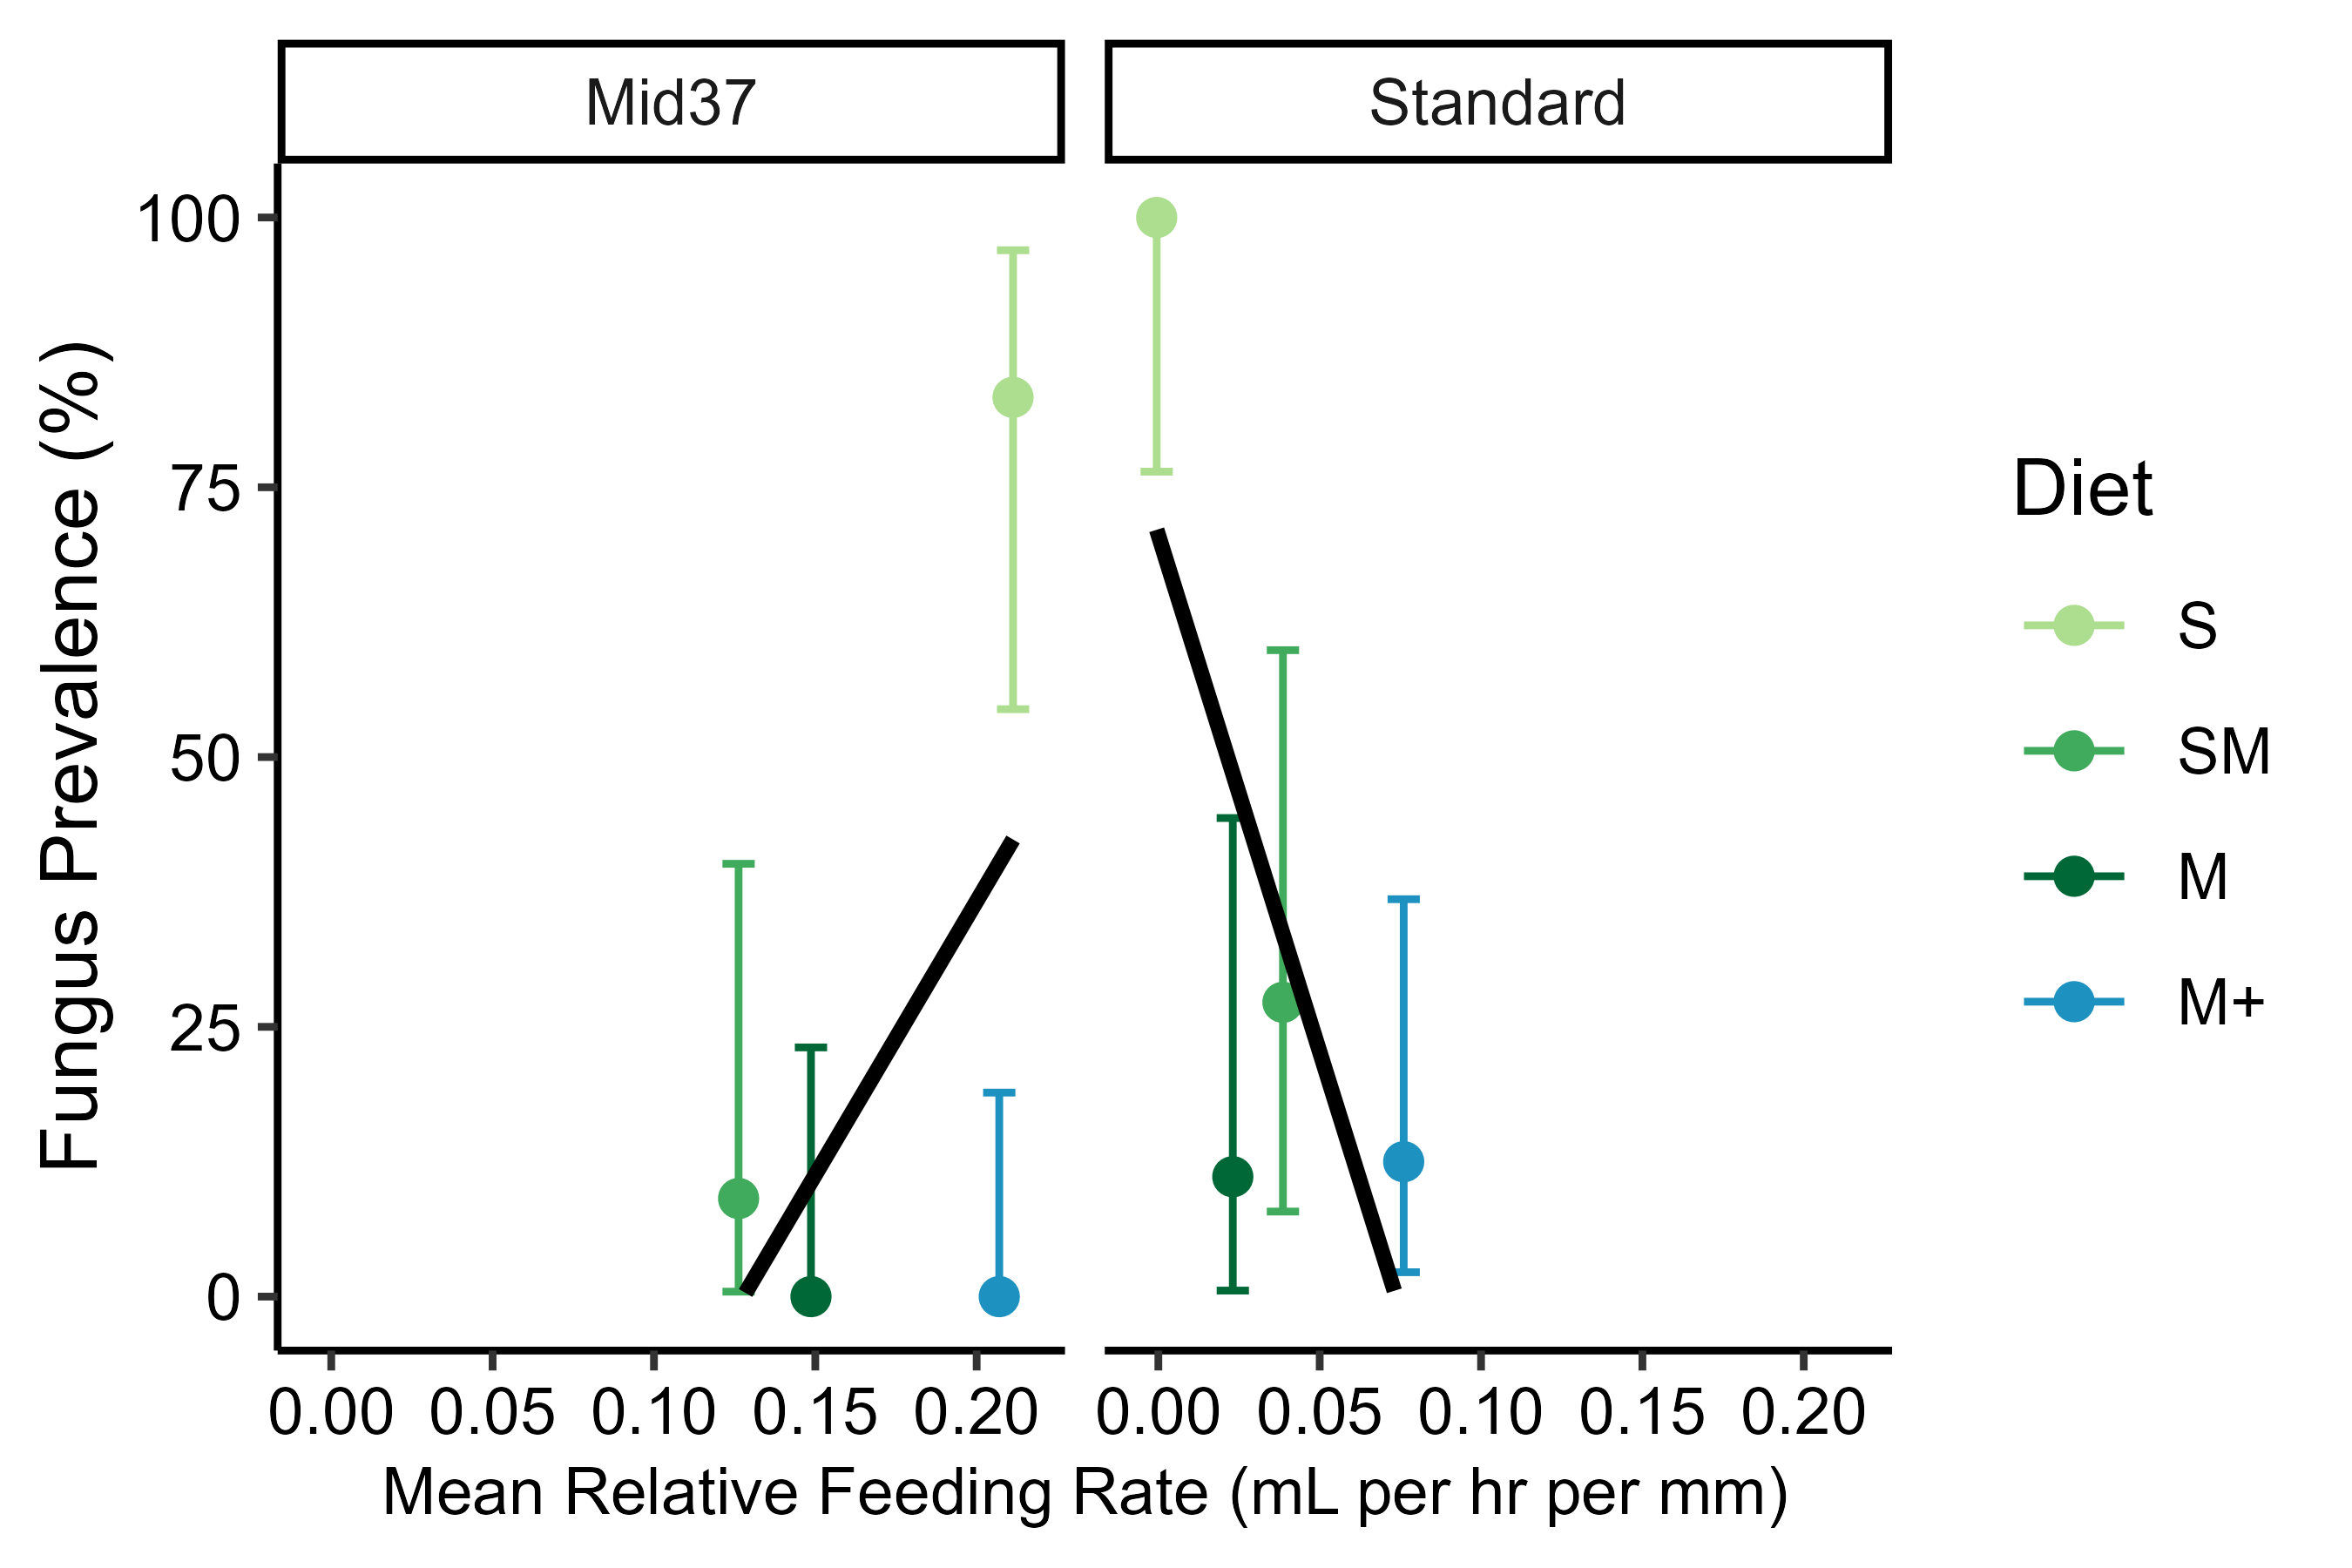 Mid37
Standard
Fungus Prevalence (%)
100
75
50
25
0
0.00 0.05 0.10 0.15 0.20
0.00 0.05 0.10 0.15 0.20
Mean Relative Feeding Rate (mL per hr per mm)
Diet
S
SM
M
M+